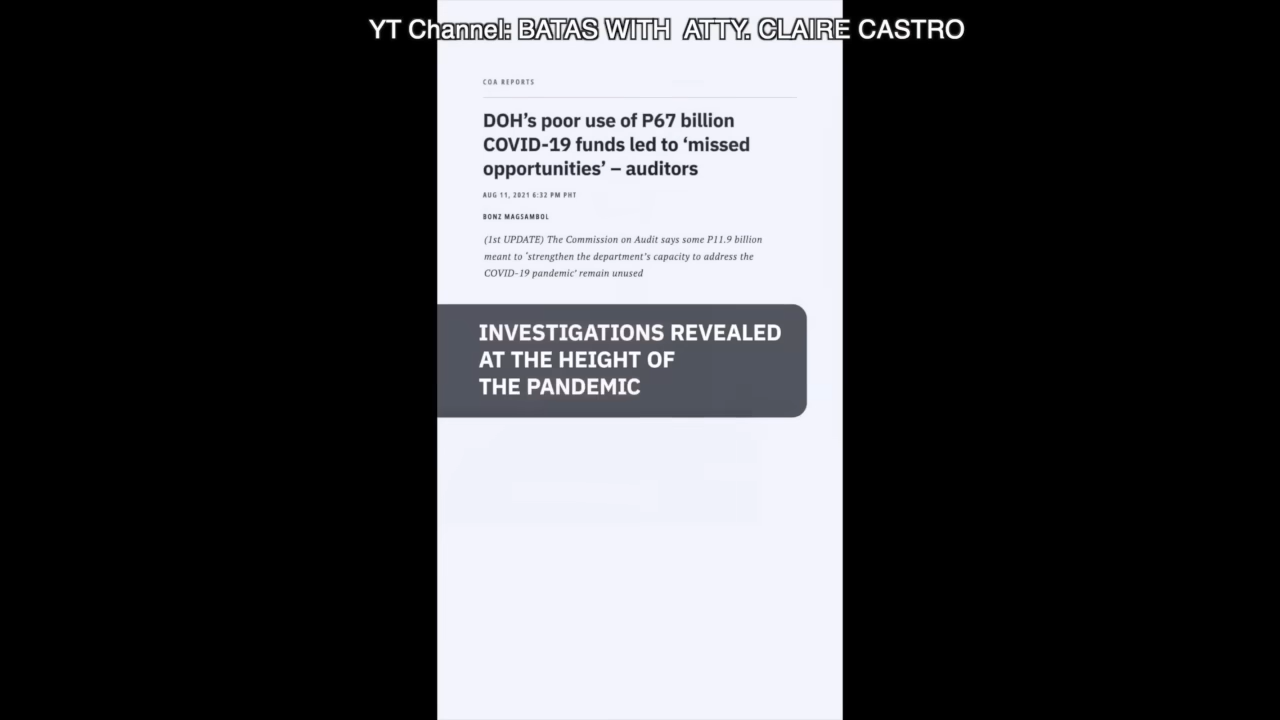 YT Channel: BATAS WITH ATTY. CLAIRE CASTRO
COA REPORTS
DOH’s poor use of P67 billion
COVID-19 funds led to ‘missed
opportunities’ – auditors
AUG 11, 2021 6:32 PM PHT
BONZ MAGSAMBOL
(1st UPDATE) The Commission on Audit says some P11.9 billion
meant to ‘strengthen the department’s capacity to address the
COVID-19 pandemic’ remain unused
INVESTIGATIONS REVEALED
AT THE HEIGHT OF
THE PANDEMIC